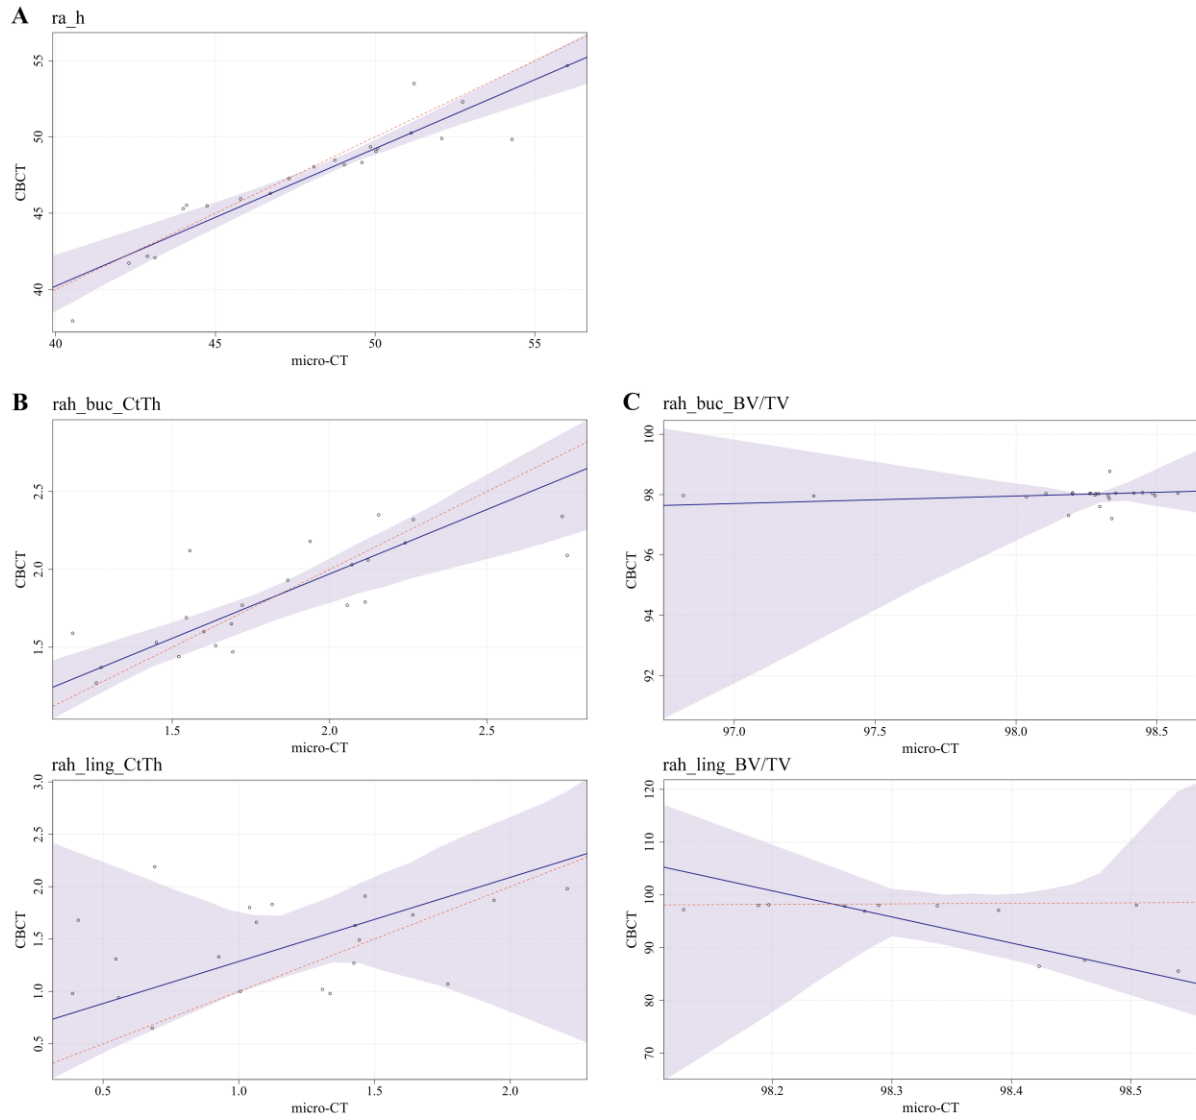 A ra_h
55
50
45
40
CBCT
40 45 50 55
micro-CT
B rah_buc_CtTh
2.5
2.0
1.5
CBCT
1.5 2.0 2.5
micro-CT
C rah_buc_BV/TV
100
98
96
94
92
CBCT
97.0 97.5 98.0 98.5
micro-CT
rah_ling_CtTh
3.0
2.5
2.0
1.5
1.0
0.5
CBCT
0.5 1.0 1.5 2.0
micro-CT
rah_ling_BV/TV
120
110
100
90
80
70
CBCT
98.2 98.3 98.4 98.5
micro-CT